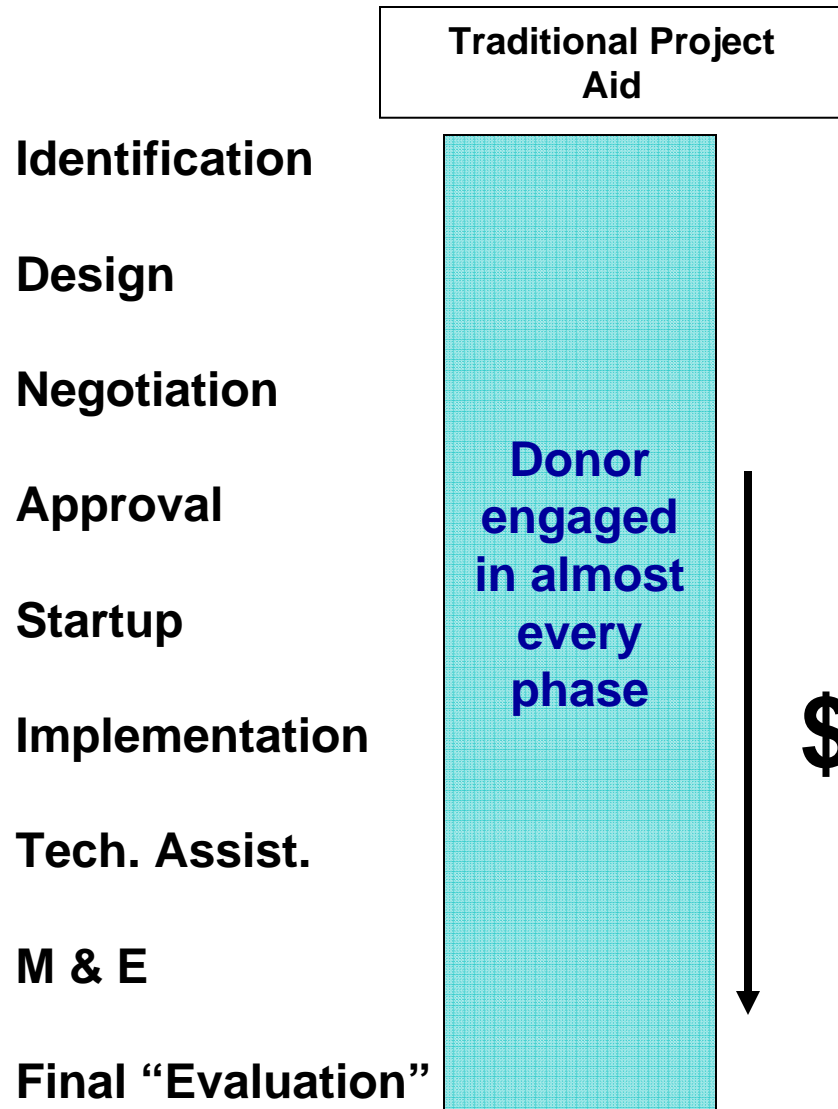 Traditional Project
Aid
Identification
Design
Negotiation
Approval
Startup
Implementation
Tech. Assist.
M & E
Final “Evaluation”
Donor
engaged
in almost
every
phase
$